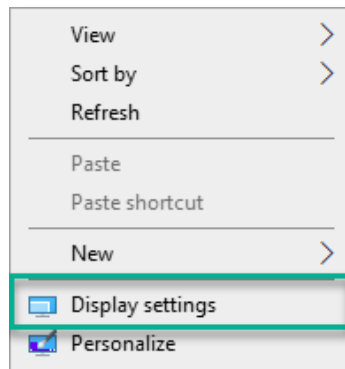 View
Sort by
Refresh
Paste
Paste shortcut
New
Display settings
Personalize